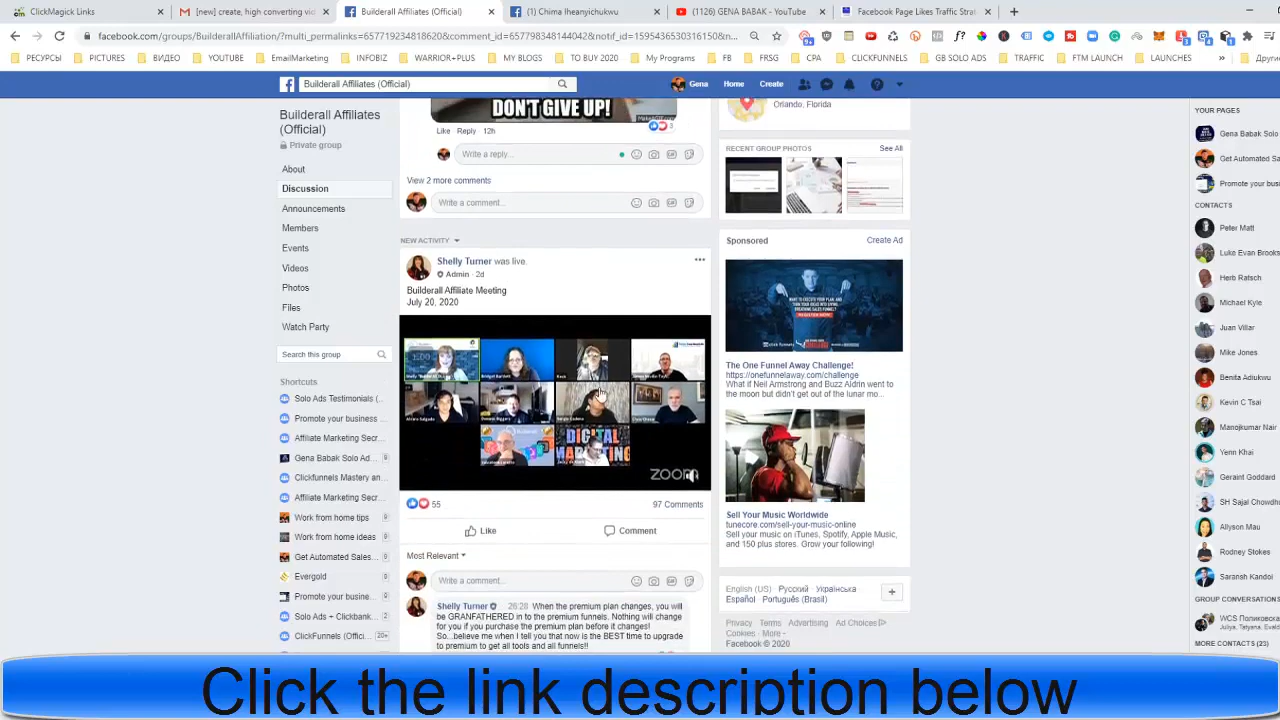 ClickMagick Links
[new] create, high converting vi
Builderall Affiliates (Official)
(1) Chima Iheanyichukwu
(1126) GENA BABAK - YouTube
Facebook Page Likes Traffic Strat
facebook.com/groups/BuilderallAffiliation/?multi_permalinks=657719234818620&comment_id=657798348144042&notif_id=1595436530316150&n...
РЕСУРСЫ
PICTURES
ВИДЕО
YOUTUBE
EmailMarketing
INFOBIZ
WARRIOR+PLUS
MY BLOGS
TO BUY 2020
My Programs
FB
FRSG
CPA
CLICKFUNNELS
GB SOLO ADS
TRAFFIC
FTM LAUNCH
LAUNCHES
»
Други
Builderall Affiliates (Official)
Gena
Home
Create
Builderall Affiliates
(Official)
Private group
About
Discussion
Announcements
Members
Events
Videos
Photos
Files
Watch Party
Search this group
Shortcuts
Solo Ads Testimonials (...
Promote your business ...
Affiliate Marketing Secr...
Gena Babak Solo Ad...
Clickfunnels Mastery an...
Affiliate Marketing Secr...
Work from home tips
Work from home ideas
Get Automated Sales...
Evergold
Promote your busine...
Solo Ads + Clickbank...
ClickFunnels (Offici... 20+
DON'T GIVE UP!
Like Reply 12h
3
Write a reply...
View 2 more comments
Write a comment...
NEW ACTIVITY
Shelly Turner was live.
Admin · 2d
Builderall Affiliate Meeting
July 20, 2020
DIGITAL
MARKETING
zoom
55
97 Comments
Like
Comment
Most Relevant
Write a comment...
Shelly Turner 26:28 When the premium plan changes, you will
be GRANFATHERED in to the premium funnels. Nothing will change
for you if you purchase the premium plan before it changes!
So...believe me when I tell you that now is the BEST time to upgrade
to premium to get all tools and all funnels!!
Orlando, Florida
RECENT GROUP PHOTOS
See All
Sponsored
Create Ad
The One Funnel Away Challenge!
https://onefunnelaway.com/challenge
What if Neil Armstrong and Buzz Aldrin went to
the moon but didn't get out of the lunar mo...
Sell Your Music Worldwide
tunecore.com/sell-your-music-online
Sell your music on iTunes, Spotify, Apple Music,
and 150 plus stores. Grow your following!
English (US) · Русский · Українська ·
Español · Português (Brasil)
Privacy · Terms · Advertising · Ad Choices
Cookies · More
Facebook © 2020
YOUR PAGES
Gena Babak Solo
Get Automated Sales
Promote your bus
CONTACTS
Peter Matt
Luke Evan Brooks
Herb Ratsch
Michael Kyle
Juan Villar
Mike Jones
Benita Adiukwu
Kevin C Tsai
Manojkumar Nair
Yenn Khai
Geraint Goddard
SH Sajal Chowdhu
Allyson Mau
Rodney Stokes
Saransh Kandoi
GROUP CONVERSATIONS
WCS Поликовска
MORE CONTACTS (23)
Click the link description below